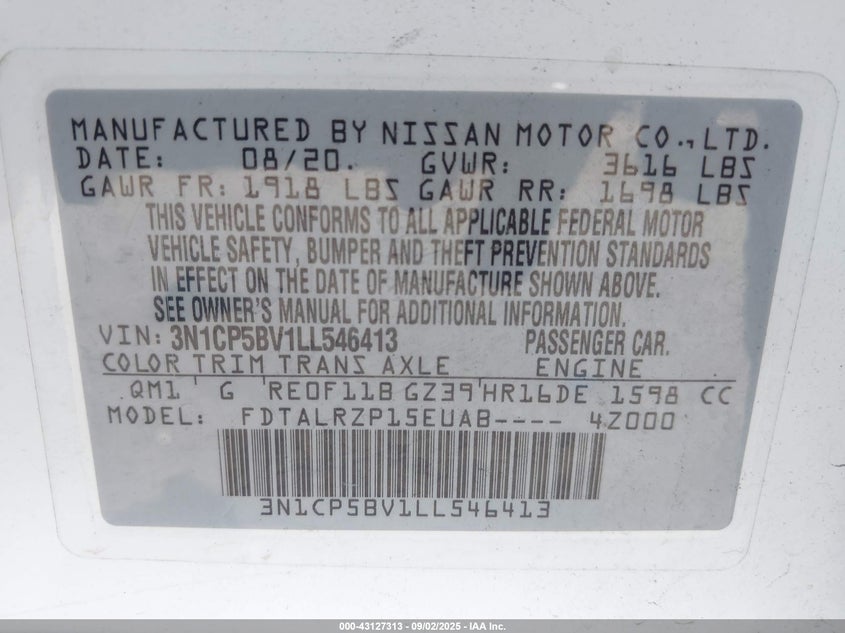 MANUFACTURED BY NISSAN MOTOR CO., LTD.
DATE: 08/20. GVWR: 3616 LBS
GAWR FR: 1918 LBS GAWR RR: 1698 LBS
THIS VEHICLE CONFORMS TO ALL APPLICABLE FEDERAL MOTOR
VEHICLE SAFETY, BUMPER AND THEFT PREVENTION STANDARDS
IN EFFECT ON THE DATE OF MANUFACTURE SHOWN ABOVE.
SEE OWNER'S MANUAL FOR ADDITIONAL INFORMATION.
VIN: 3N1CP5BV1LL546413 PASSENGER CAR.
COLOR TRIM TRANS AXLE ENGINE
QM1 G RE0F11B GZ39 HR16DE 1598 CC
MODEL: FDTALRZP15EUAB---- 4Z000
3N1CP5BV1LL546413
000-43127313 - 09/02/2025 - IAA Inc.